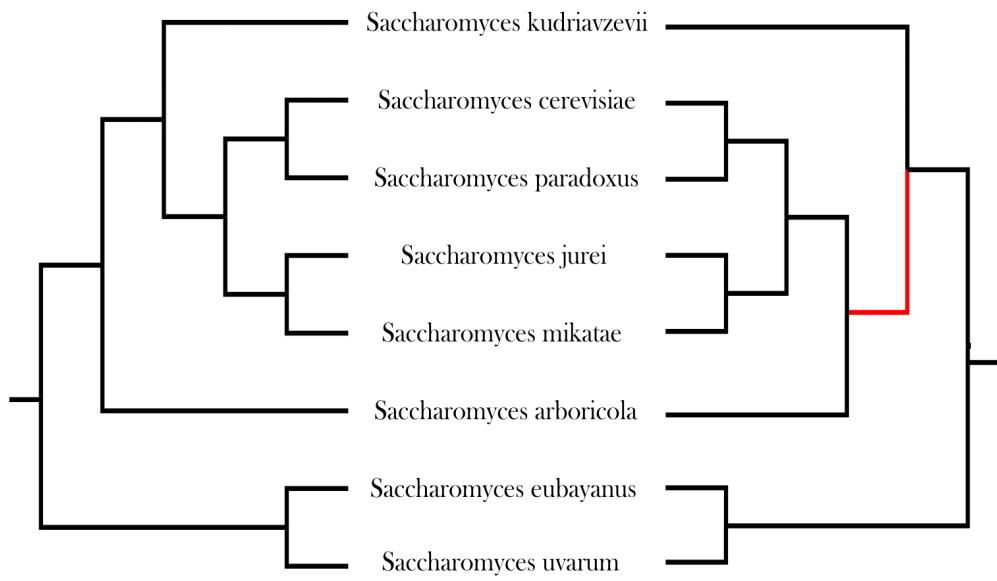 Saccharomyces kudriavzevii
Saccharomyces cerevisiae
Saccharomyces paradoxus
Saccharomyces jurei
Saccharomyces mikatae
Saccharomyces arboricola
Saccharomyces eubayanus
Saccharomyces uvarum